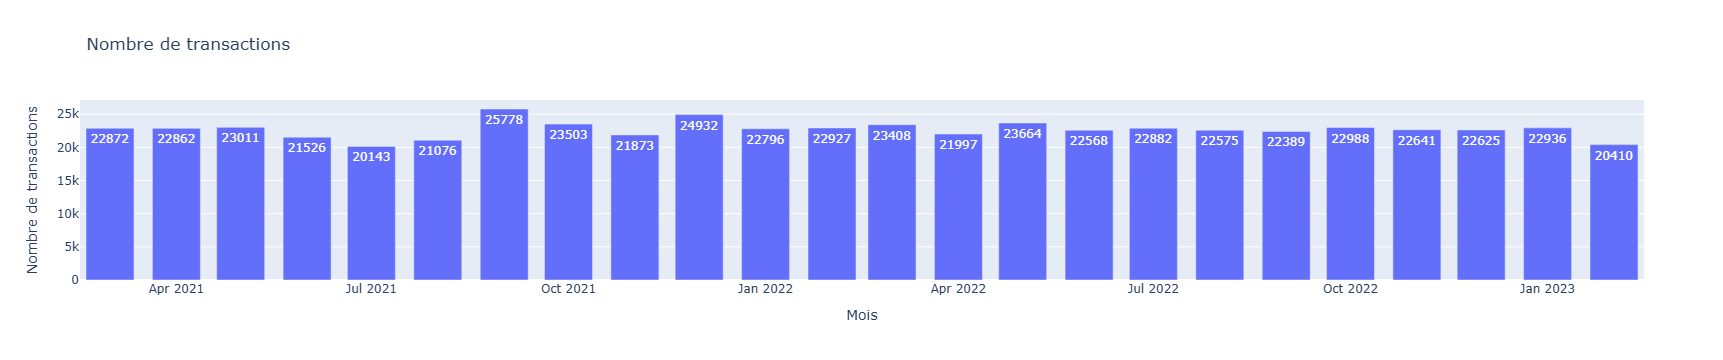 Nombre de transactions
Nombre de transactions
25k
20k
15k
10k
5k
0
22872
22862
23011
21526
20143
21076
25778
23503
21873
24932
22796
22927
23408
21997
23664
22568
22882
22575
22389
22988
22641
22625
22936
20410
Apr 2021
Jul 2021
Oct 2021
Jan 2022
Apr 2022
Jul 2022
Oct 2022
Jan 2023
Mois